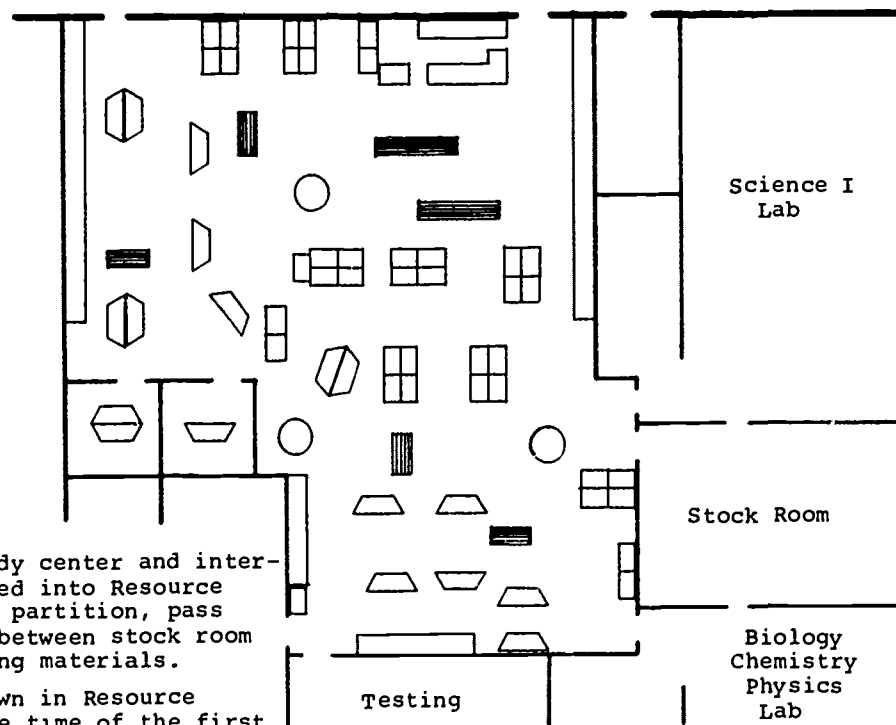 Science I
Lab
Stock Room
dy center and inter-
ed into Resource
partition, pass
between stock room
ng materials.
wn in Resource
e time of the first
Testing
Biology
Chemistry
Physics
Lab